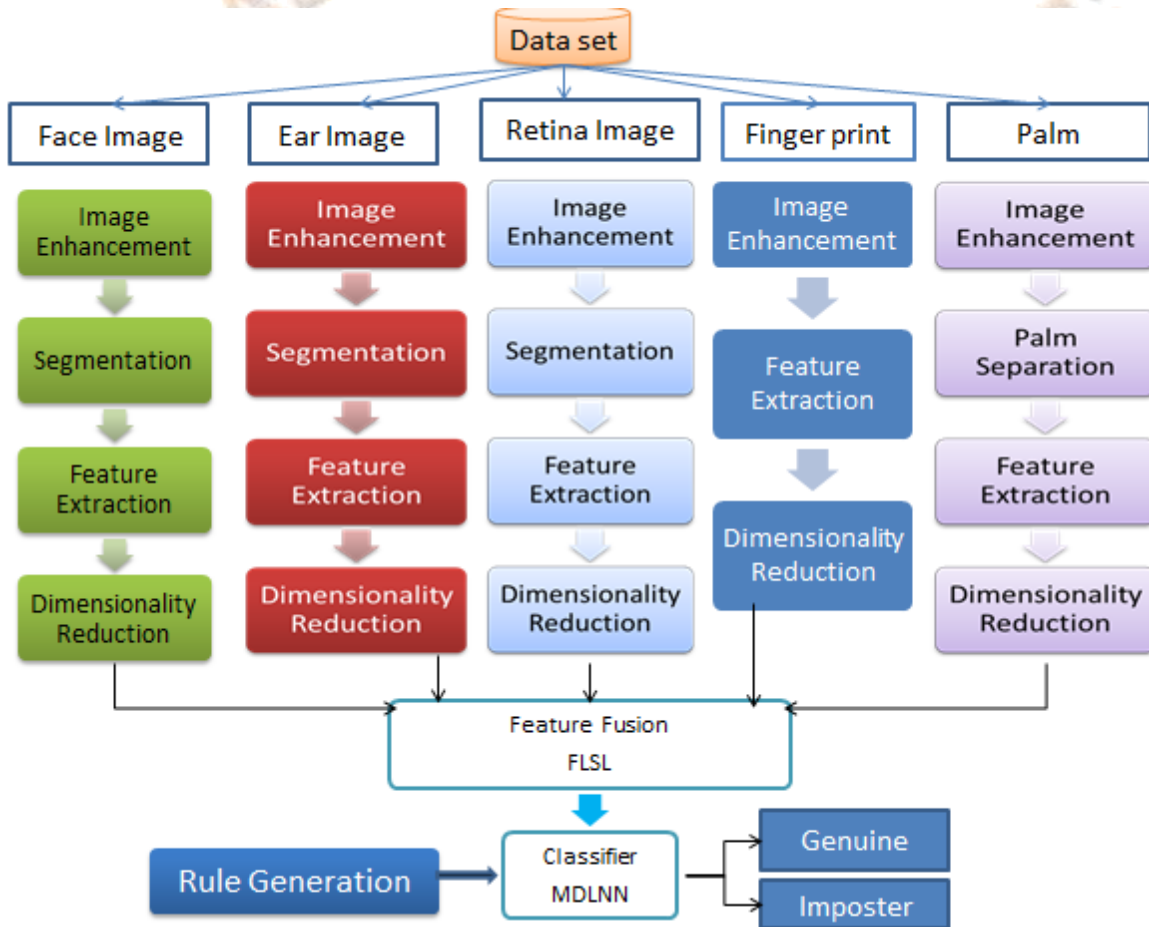 Data set
Face Image
Ear Image
Retina Image
Finger print
Palm
Image
Enhancement
Segmentation
Feature
Extraction
Dimensionality
Reduction
Image
Enhancement
Segmentation
Feature
Extraction
Dimensionality
Reduction
Image
Enhancement
Segmentation
Feature
Extraction
Dimensionality
Reduction
Image
Enhancement
Feature
Extraction
Dimensionality
Reduction
Image
Enhancement
Palm
Separation
Feature
Extraction
Dimensionality
Reduction
Feature Fusion
FLSL
Rule Generation
Classifier
MDLNN
Genuine
Imposter